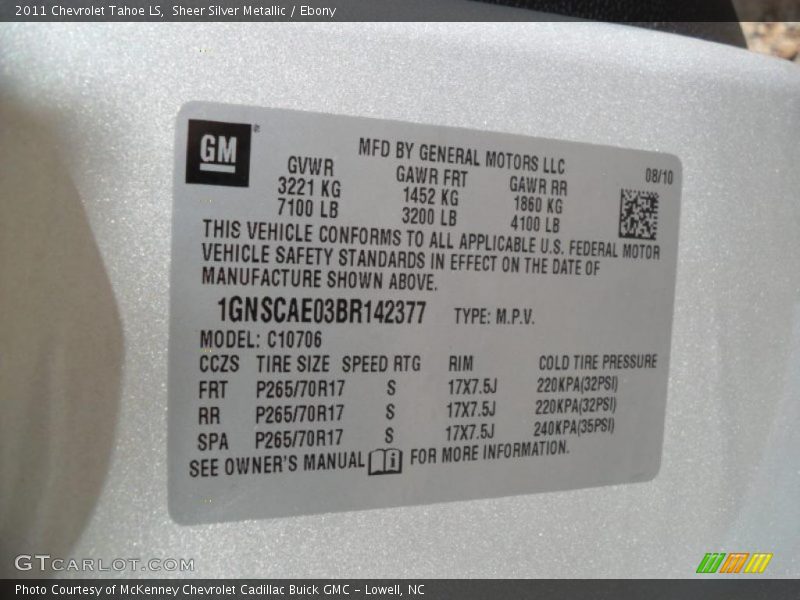 2011 Chevrolet Tahoe LS,  Sheer Silver Metallic / Ebony
GM®
MFD BY GENERAL MOTORS LLC
08/10
GVWR GAWR FRT GAWR RR
3221 KG 1452 KG 1860 KG
7100 LB 3200 LB 4100 LB
THIS VEHICLE CONFORMS TO ALL APPLICABLE U.S. FEDERAL MOTOR
VEHICLE SAFETY STANDARDS IN EFFECT ON THE DATE OF
MANUFACTURE SHOWN ABOVE.
1GNSCAE03BR142377 TYPE: M.P.V.
MODEL: C10706
CCZS TIRE SIZE SPEED RTG RIM COLD TIRE PRESSURE
FRT P265/70R17 S 17X7.5J 220KPA(32PSI)
RR P265/70R17 S 17X7.5J 220KPA(32PSI)
SPA P265/70R17 S 17X7.5J 240KPA(35PSI)
SEE OWNER'S MANUAL i FOR MORE INFORMATION.
GTCARLOT.COM
Photo Courtesy of McKenney Chevrolet Cadillac Buick GMC - Lowell, NC